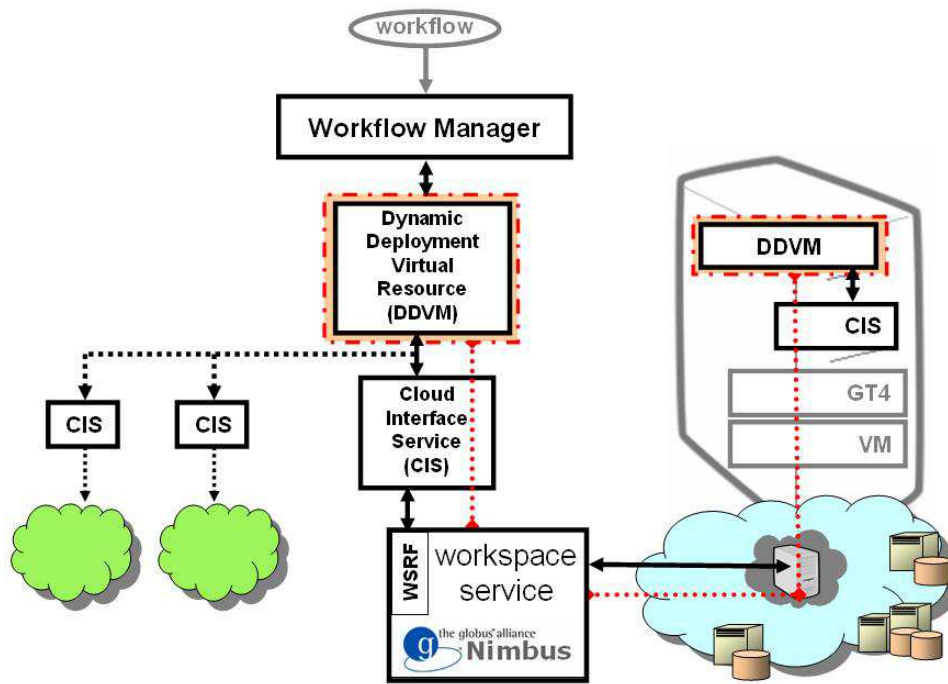 workflow
Workflow Manager
Dynamic
Deployment
Virtual
Resource
(DDVM)
DDVM
CIS
GT4
VM
CIS
CIS
Cloud
Interface
Service
(CIS)
WSRF
workspace
service
g
the globus® alliance
Nimbus